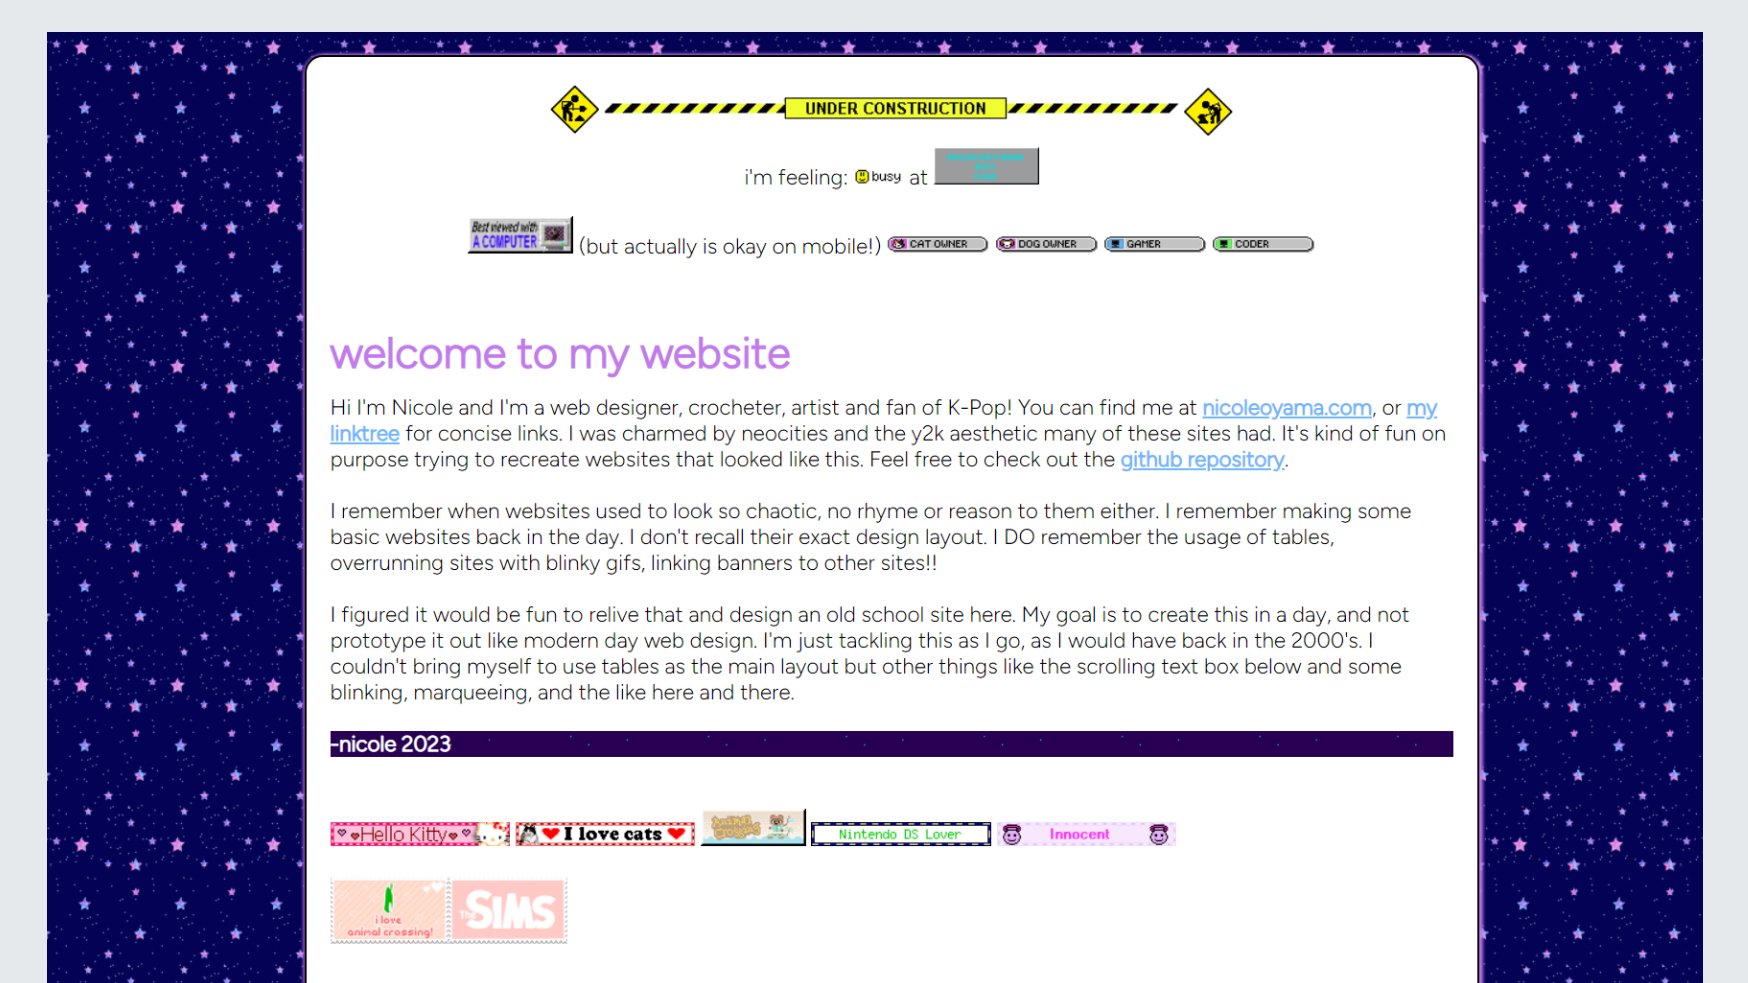 UNDER CONSTRUCTION
i'm feeling: busy at
Best viewed with
A COMPUTER
(but actually is okay on mobile!) CAT OWNER DOG OWNER GAMER CODER
welcome to my website
Hi I'm Nicole and I'm a web designer, crocheter, artist and fan of K-Pop! You can find me at nicoleoyama.com, or my
linktree for concise links. I was charmed by neocities and the y2k aesthetic many of these sites had. It's kind of fun on
purpose trying to recreate websites that looked like this. Feel free to check out the github repository.
I remember when websites used to look so chaotic, no rhyme or reason to them either. I remember making some
basic websites back in the day. I don't recall their exact design layout. I DO remember the usage of tables,
overrunning sites with blinky gifs, linking banners to other sites!!
I figured it would be fun to relive that and design an old school site here. My goal is to create this in a day, and not
prototype it out like modern day web design. I'm just tackling this as I go, as I would have back in the 2000's. I
couldn't bring myself to use tables as the main layout but other things like the scrolling text box below and some
blinking, marqueeing, and the like here and there.
-nicole 2023
Hello Kitty I love cats Animal Crossing Nintendo DS Lover Innocent
i love
animal crossing!
The SIMS